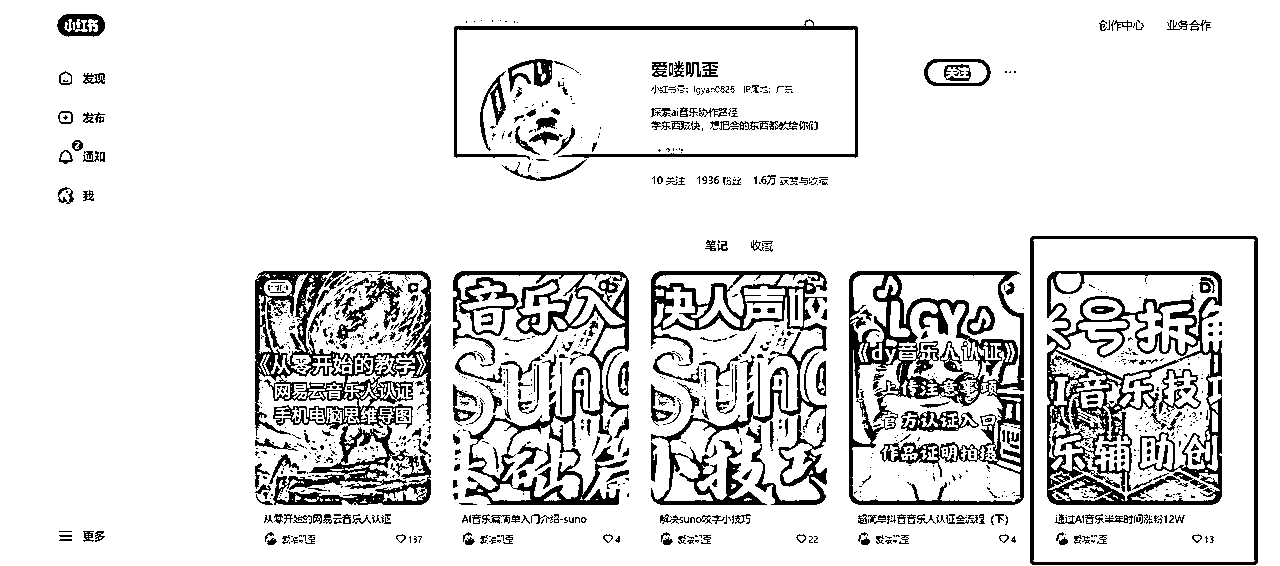 小红书
创作中心 业务合作
发现
发布
通知
2
我
更多
爱喽叽歪
小红书号: lgyan0826 IP属地: 广东
探索ai音乐协作路径
学东西贼快，想把会的东西都教给你们
关注
10 关注 1936 粉丝 1.6万 获赞与收藏
笔记 收藏
《从零开始的教学》
网易云音乐人认证
手机电脑思维导图
从零开始的网易云音乐人认证
爱喽叽歪
137
音乐入
Suno
基础篇
AI音乐篇简单入门介绍-suno
爱喽叽歪
4
决人声咬
Suno
小技巧
解决suno咬字小技巧
爱喽叽歪
22
LGY
《dy音乐人认证》
上传注意事项
官方认证入口
作品证明拍摄
超简单抖音音乐人认证全流程（下）
爱喽叽歪
4
长号拆解
AI音乐技巧
乐辅助创
通过AI音乐半年时间涨粉12W
爱喽叽歪
13